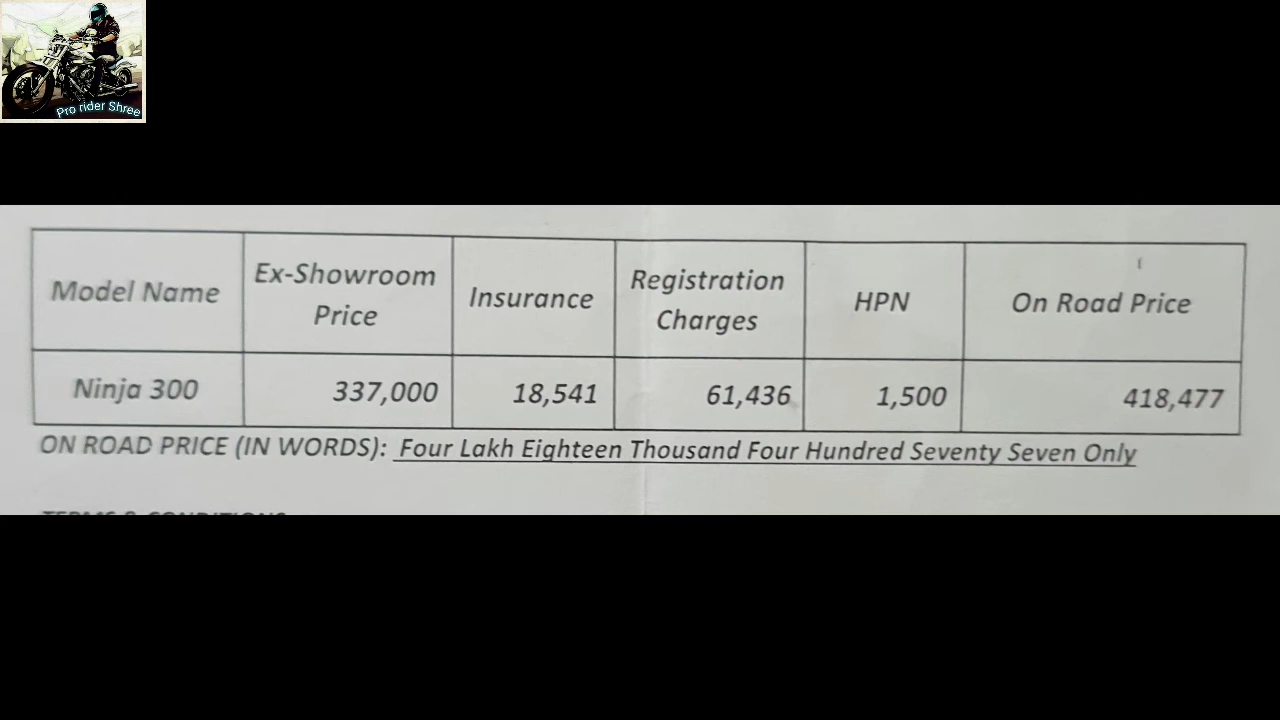 Pro rider Shree
Model Name
Ex-Showroom
Price
Insurance
Registration
Charges
HPN
On Road Price
Ninja 300
337,000
18,541
61,436
1,500
418,477
ON ROAD PRICE (IN WORDS): Four Lakh Eighteen Thousand Four Hundred Seventy Seven Only